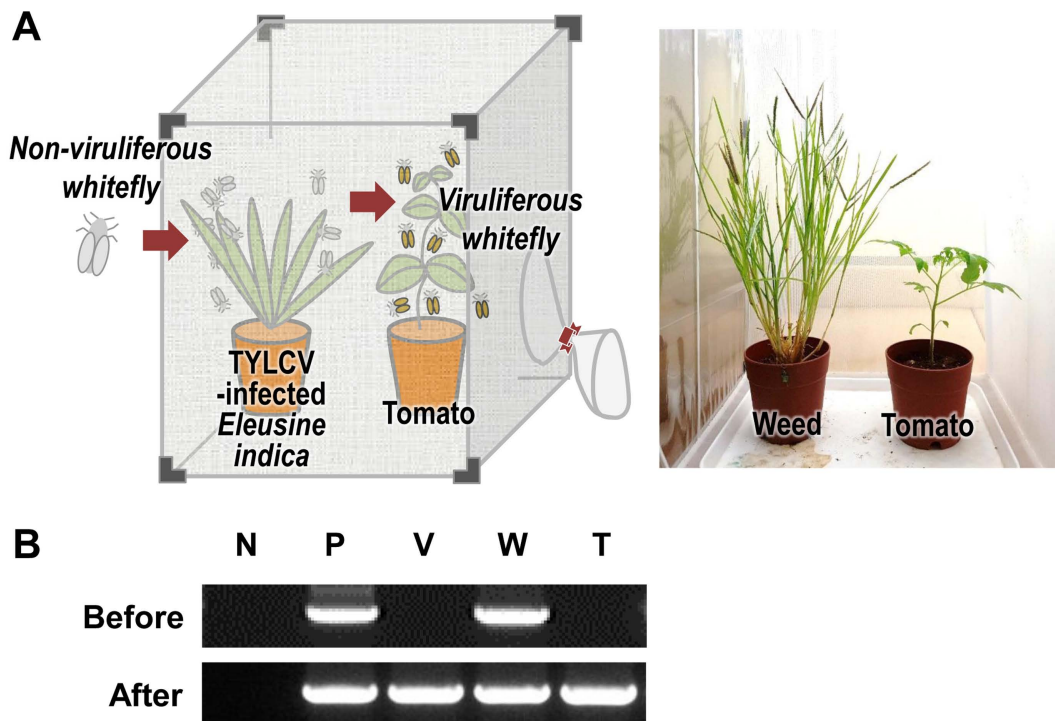 A
Non-viruliferous
whitefly
Viruliferous
whitefly
TYLCV
-infected
Eleusine
indica
Tomato
Weed
Tomato
B
N P V W T
Before
After